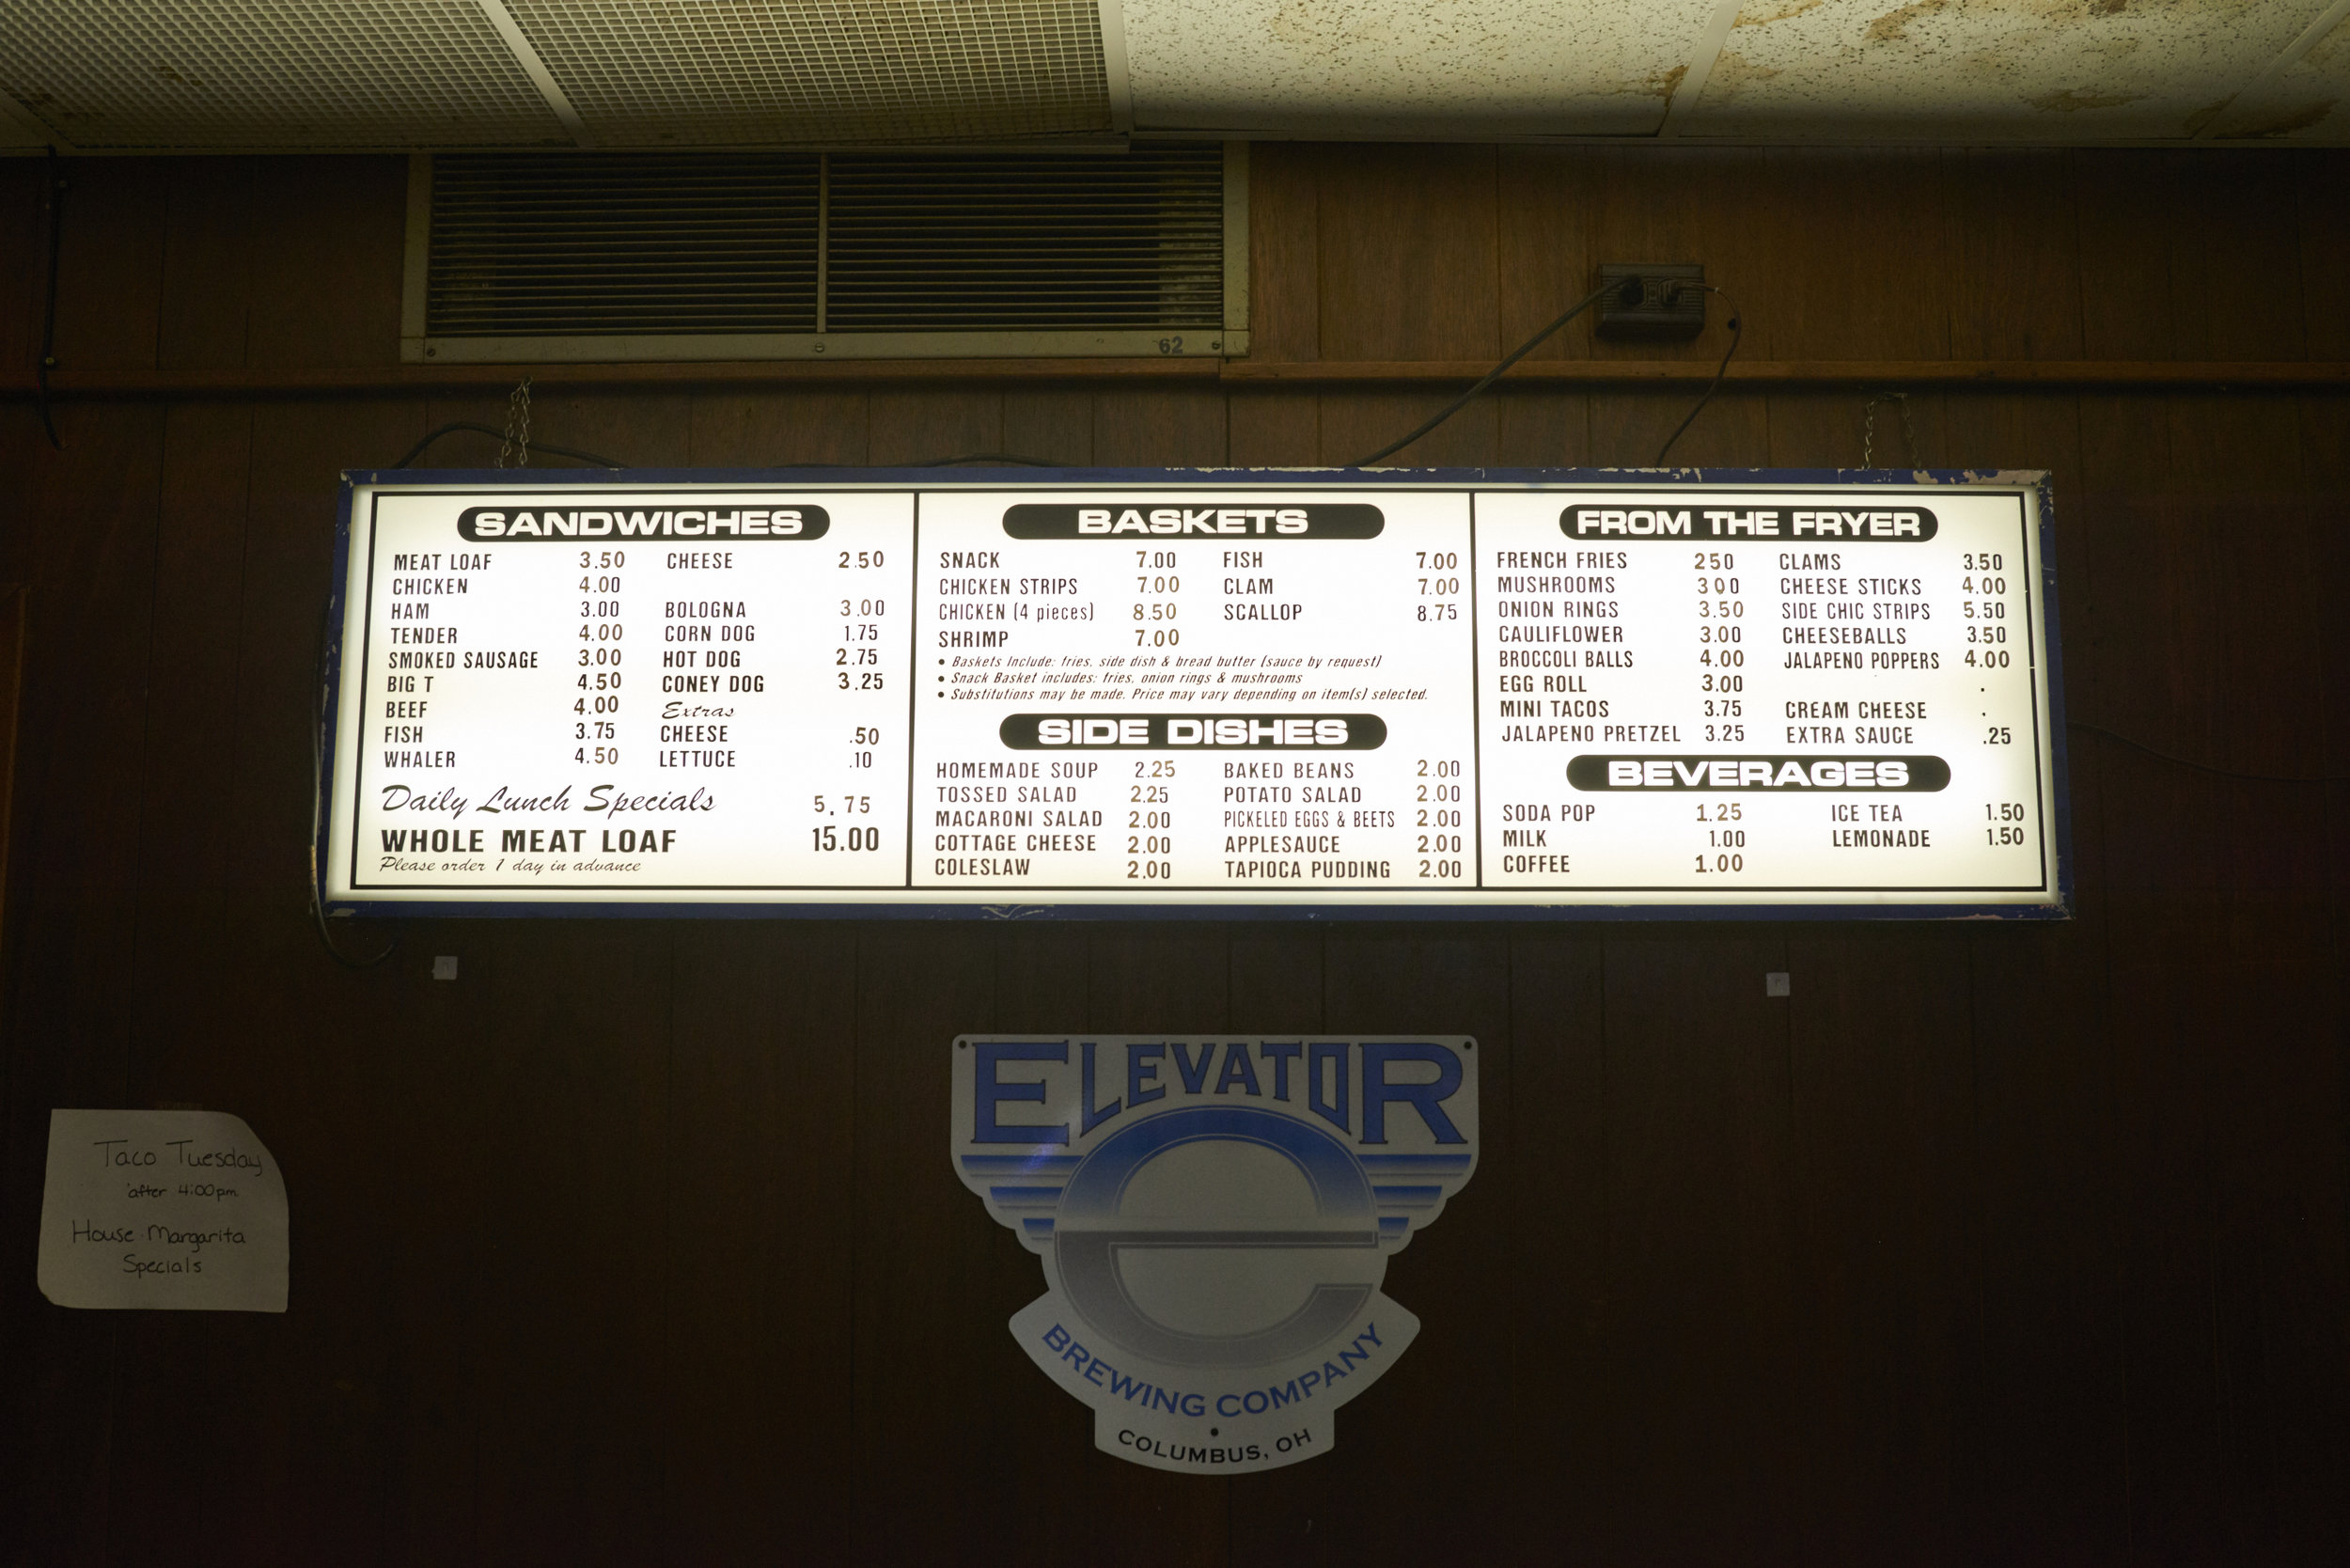 62
SANDWICHES
MEAT LOAF 3.50 CHEESE 2.50
CHICKEN 4.00
HAM 3.00 BOLOGNA 3.00
TENDER 4.00 CORN DOG 1.75
SMOKED SAUSAGE 3.00 HOT DOG 2.75
BIG T 4.50 CONEY DOG 3.25
BEEF 4.00 Extras
FISH 3.75 CHEESE .50
WHALER 4.50 LETTUCE .10
Daily Lunch Specials 5.75
WHOLE MEAT LOAF 15.00
Please order 1 day in advance
BASKETS
SNACK 7.00 FISH 7.00
CHICKEN STRIPS 7.00 CLAM 7.00
CHICKEN (4 pieces) 8.50 SCALLOP 8.75
SHRIMP 7.00
• Baskets Include: fries, side dish & bread butter (sauce by request)
• Snack Basket includes: fries, onion rings & mushrooms
• Substitutions may be made. Price may vary depending on item(s) selected.
SIDE DISHES
HOMEMADE SOUP 2.25 BAKED BEANS 2.00
TOSSED SALAD 2.25 POTATO SALAD 2.00
MACARONI SALAD 2.00 PICKELED EGGS & BEETS 2.00
COTTAGE CHEESE 2.00 APPLESAUCE 2.00
COLESLAW 2.00 TAPIOCA PUDDING 2.00
FROM THE FRYER
FRENCH FRIES 250 CLAMS 3.50
MUSHROOMS 300 CHEESE STICKS 4.00
ONION RINGS 3.50 SIDE CHIC STRIPS 5.50
CAULIFLOWER 3.00 CHEESEBALLS 3.50
BROCCOLI BALLS 4.00 JALAPENO POPPERS 4.00
EGG ROLL 3.00 .
MINI TACOS 3.75 CREAM CHEESE .
JALAPENO PRETZEL 3.25 EXTRA SAUCE .25
BEVERAGES
SODA POP 1.25 ICE TEA 1.50
MILK 1.00 LEMONADE 1.50
COFFEE 1.00
ELEVATOR
e
BREWING COMPANY
COLUMBUS, OH
Taco Tuesday
after 4:00pm
House Margarita
Specials